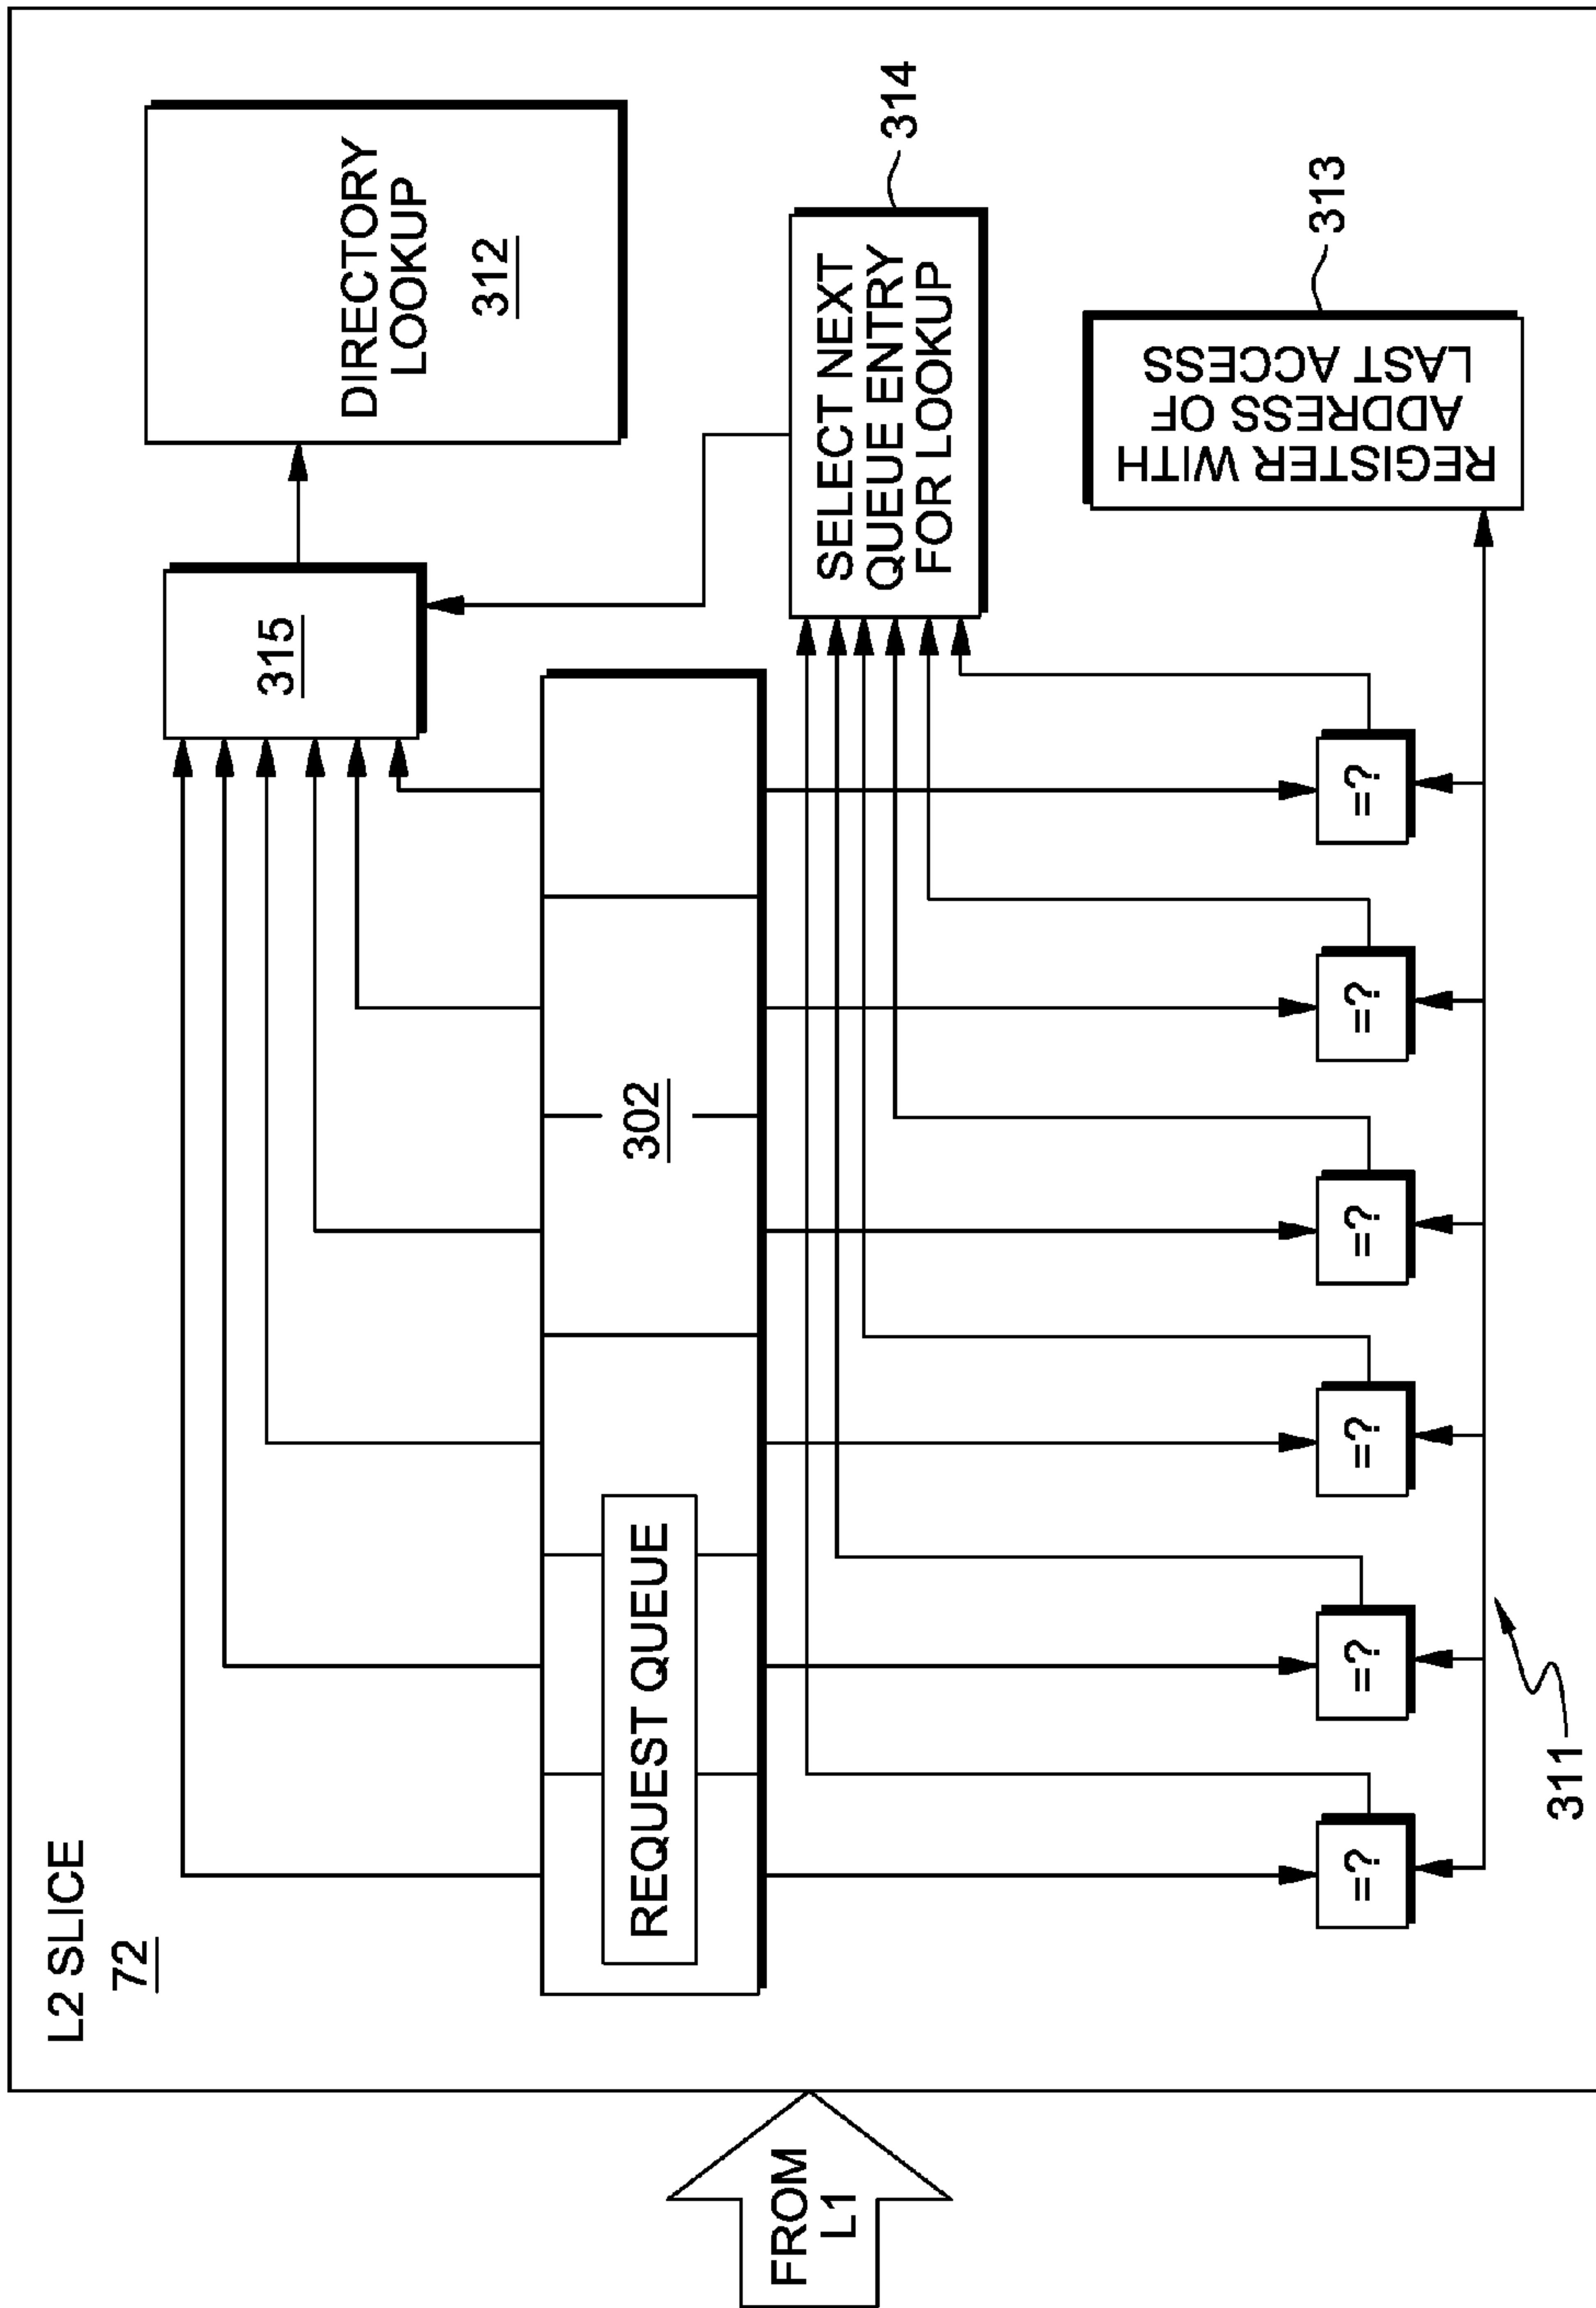 L2 SLICE
72
FROM
L1
315
DIRECTORY
LOOKUP
312
REQUEST QUEUE
302
SELECT NEXT
QUEUE ENTRY
FOR LOOKUP
314
=?
=?
=?
=?
=?
=?
REGISTER WITH
ADDRESS OF
LAST ACCESS
313
311